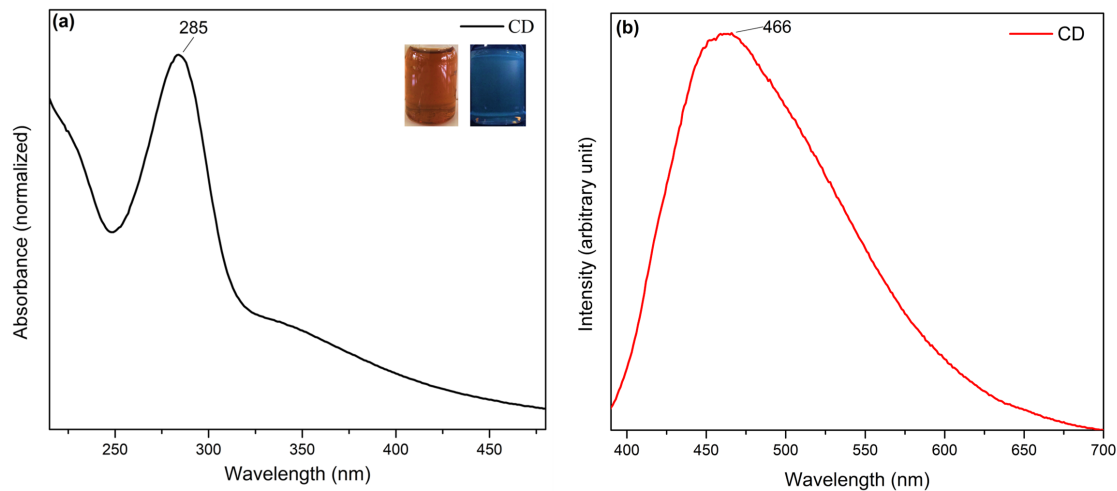 (a)
285
CD
Absorbance (normalized)
250
300
350
400
450
Wavelength (nm)
(b)
466
CD
Intensity (arbitrary unit)
400
450
500
550
600
650
700
Wavelength (nm)